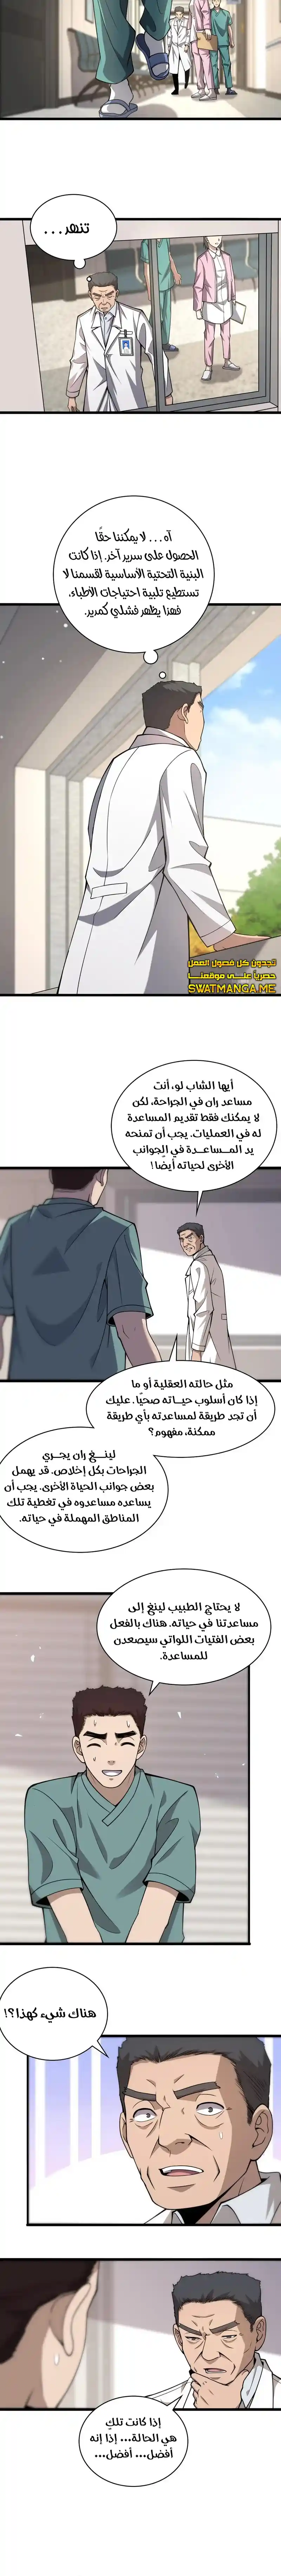 تنهد...
آه... لا يمكننا حقًا
الحصول على سرير آخر. إذا كانت
البنية التحتية الأساسية لقسمنا لا
تستطيع تلبية احتياجات الأطباء،
فهذا يظهر فشلي كمدير.
تجدون كل فصول العمل
حصرياً على موقعنا
SWATMANGA.ME
أيها الشاب لو، أنت
مساعد ران في الجراحة، لكن
لا يمكنك فقط تقديم المساعدة
له في العمليات. يجب أن تمنحه
يد المساعدة في الجوانب
الأخرى لحياته أيضًا!
مثل حالته العقلية أو ما
إذا كان أسلوب حياته صحيًا. عليك
أن تجد طريقة لمساعدته بأي طريقة
ممكنة، مفهوم؟
لينغ ران يجري
الجراحات بكل إخلاص. قد يهمل
بعض جوانب الحياة الأخرى. يجب أن
يساعده مساعدوه في تغطية تلك
المناطق المهملة في حياته.
لا يحتاج الطبيب لينغ إلى
مساعدتنا في حياته. هناك بالفعل
بعض الفتيات اللواتي سيصعدن
للمساعدة.
هناك شيء كهذا؟!
إذا كانت تلك
هي الحالة... إذًا إنه
أفضل... أفضل...